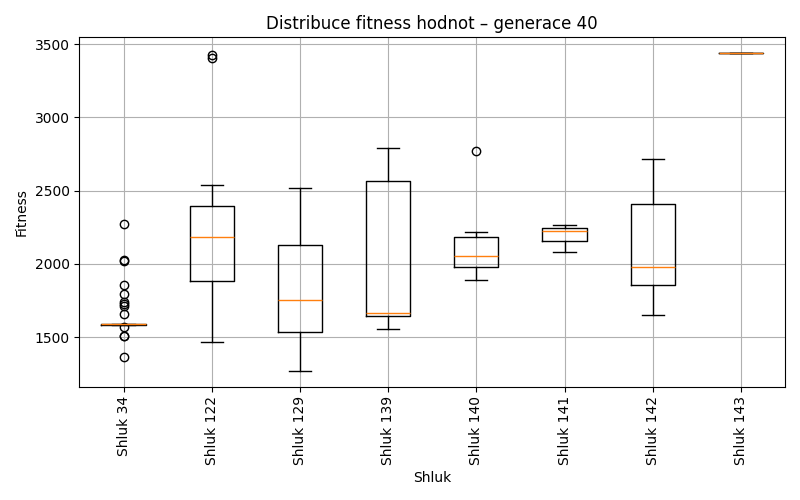 Distribuce fitness hodnot – generace 40
Fitness
3500
3000
2500
2000
1500
Shluk 34
Shluk 122
Shluk 129
Shluk 139
Shluk 140
Shluk 141
Shluk 142
Shluk 143
Shluk